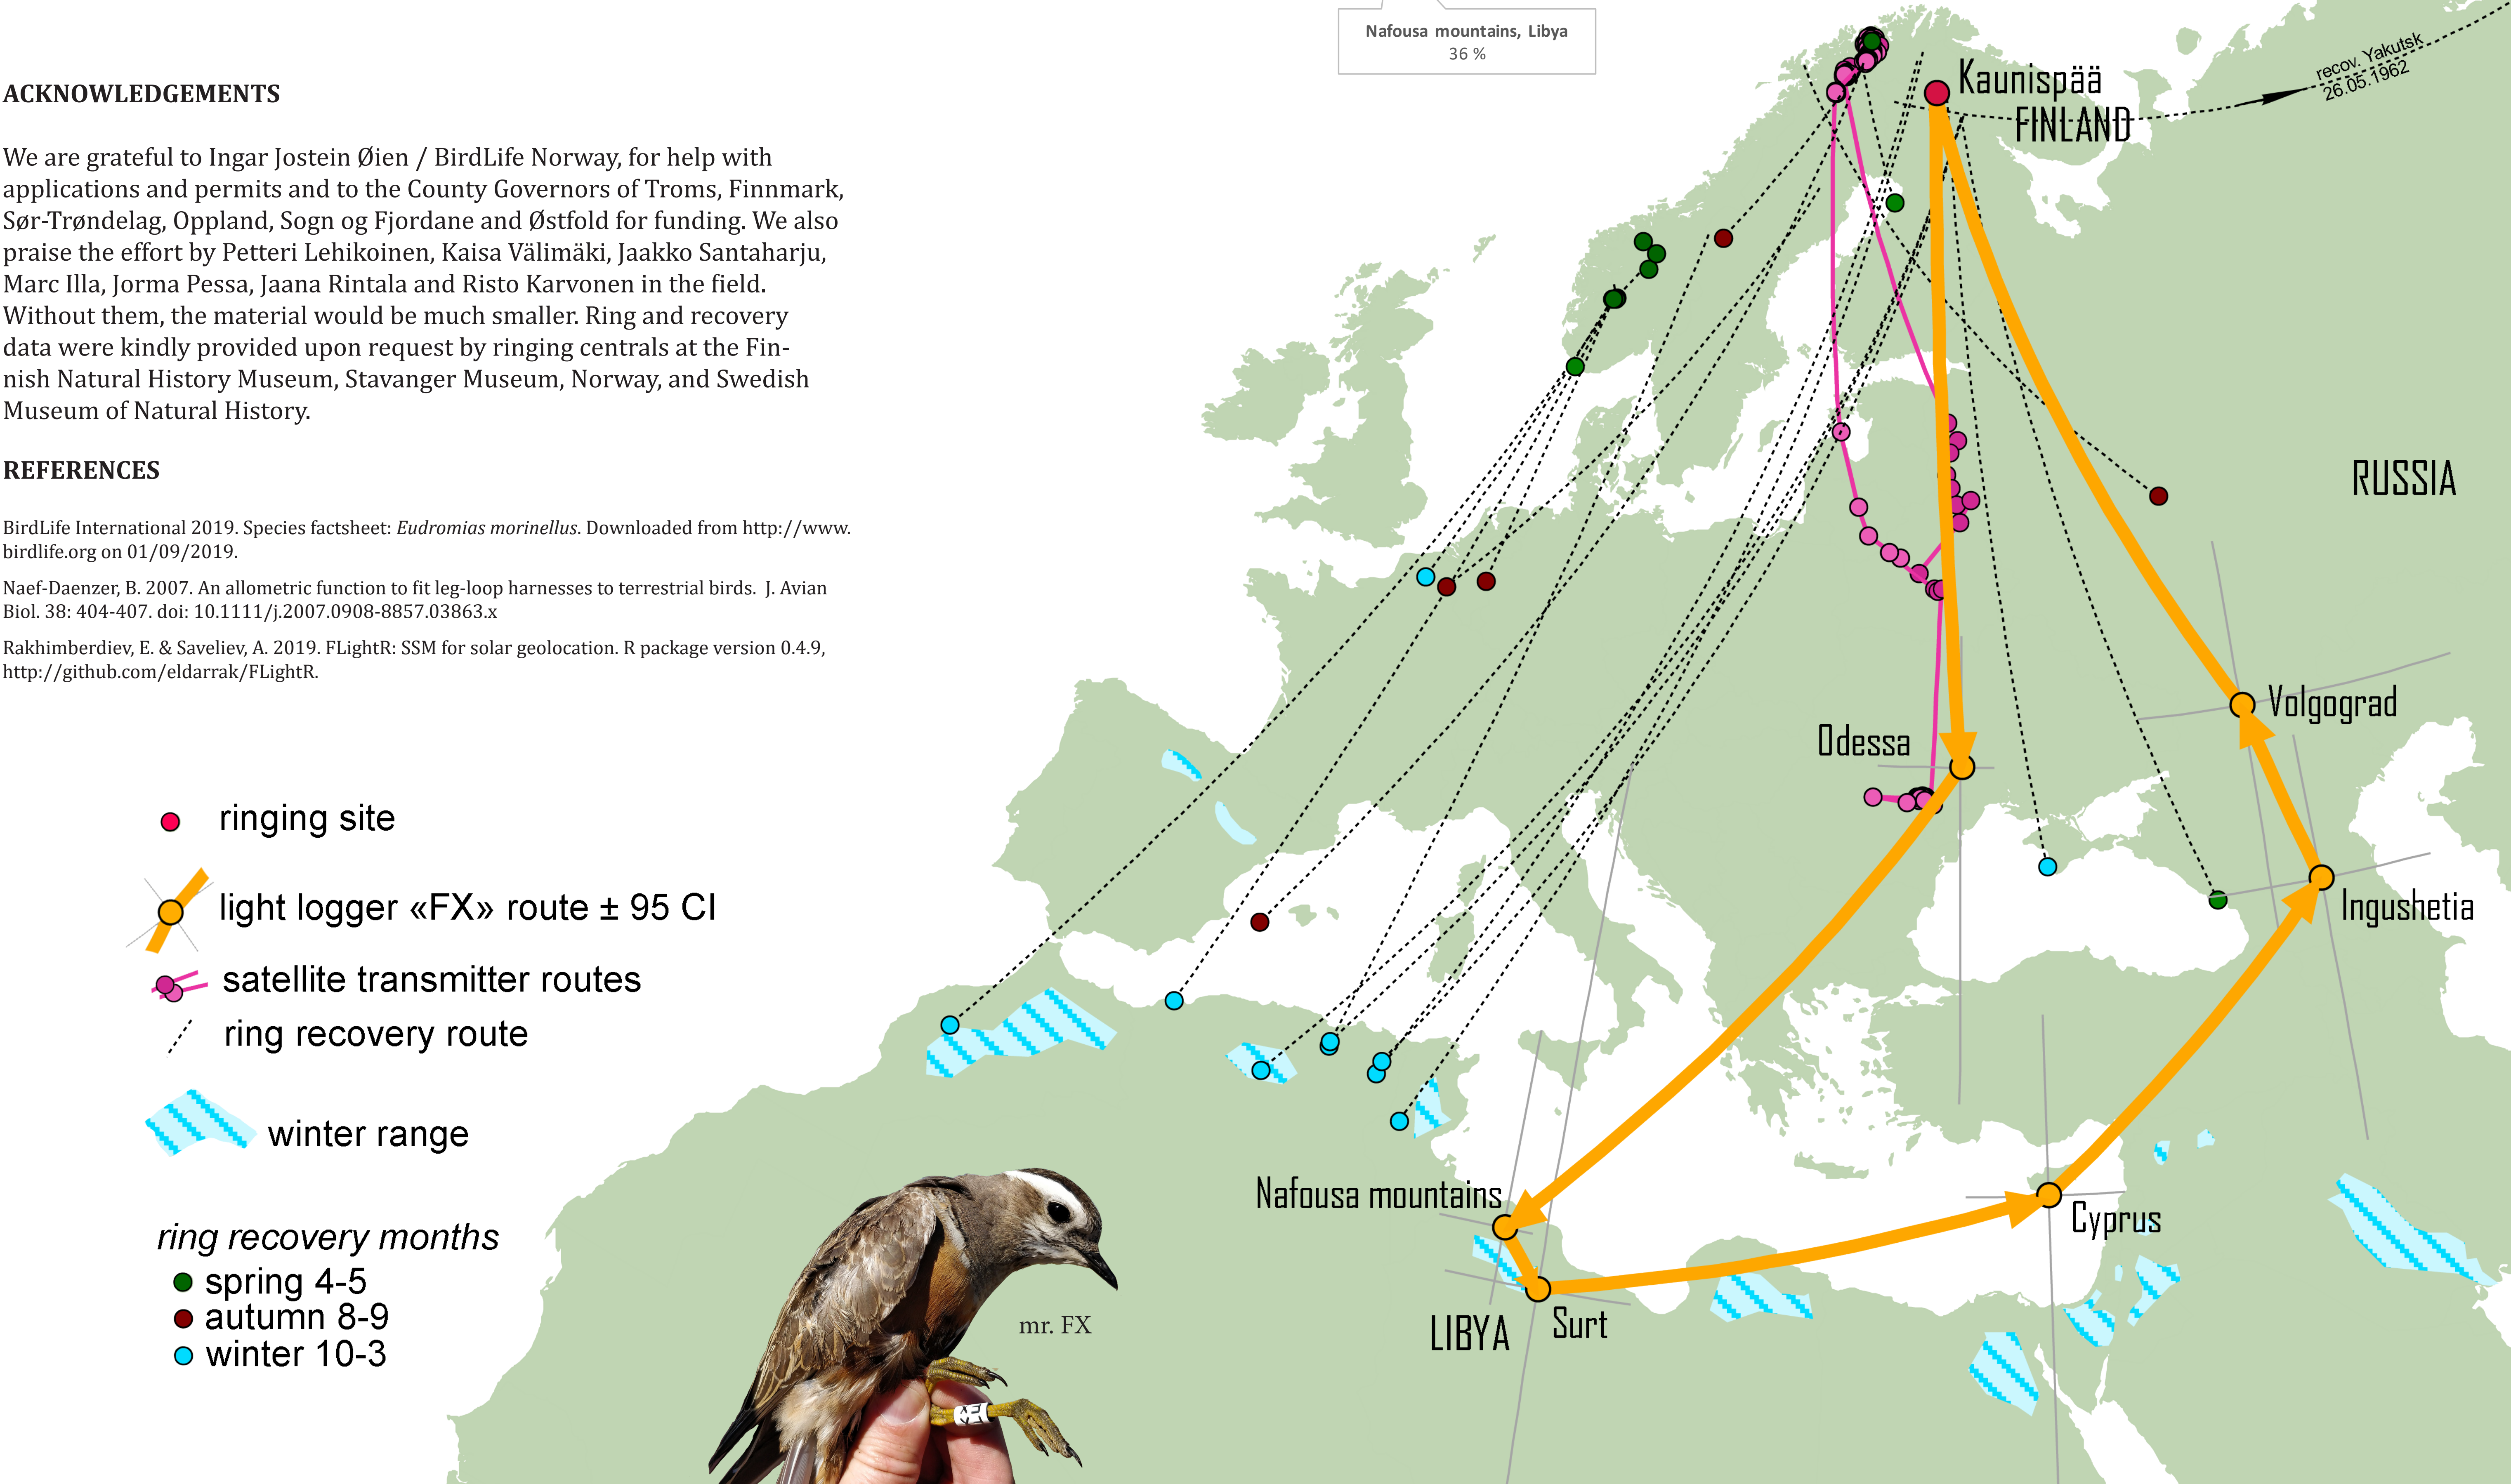 Nafousa mountains, Libya
36 %
ACKNOWLEDGEMENTS
We are grateful to Ingar Jostein Øien / BirdLife Norway, for help with
applications and permits and to the County Governors of Troms, Finnmark,
Sør-Trøndelag, Oppland, Sogn og Fjordane and Østfold for funding. We also
praise the effort by Petteri Lehikoinen, Kaisa Välimäki, Jaakko Santaharju,
Marc Illa, Jorma Pessa, Jaana Rintala and Risto Karvonen in the field.
Without them, the material would be much smaller. Ring and recovery
data were kindly provided upon request by ringing centrals at the Fin-
nish Natural History Museum, Stavanger Museum, Norway, and Swedish
Museum of Natural History.
REFERENCES
BirdLife International 2019. Species factsheet: Eudromias morinellus. Downloaded from http://www.
birdlife.org on 01/09/2019.
Naef-Daenzer, B. 2007. An allometric function to fit leg-loop harnesses to terrestrial birds. J. Avian
Biol. 38: 404-407. doi: 10.1111/j.2007.0908-8857.03863.x
Rakhimberdiev, E. & Saveliev, A. 2019. FLightR: SSM for solar geolocation. R package version 0.4.9,
http://github.com/eldarrak/FLightR.
ringing site
light logger «FX» route ± 95 CI
satellite transmitter routes
ring recovery route
winter range
ring recovery months
spring 4-5
autumn 8-9
winter 10-3
mr. FX
recov. Yakutsk
26.05.1962
Kaunispää
FINLAND
RUSSIA
Volgograd
Odessa
Ingushetia
Nafousa mountains
Cyprus
Surt
LIBYA